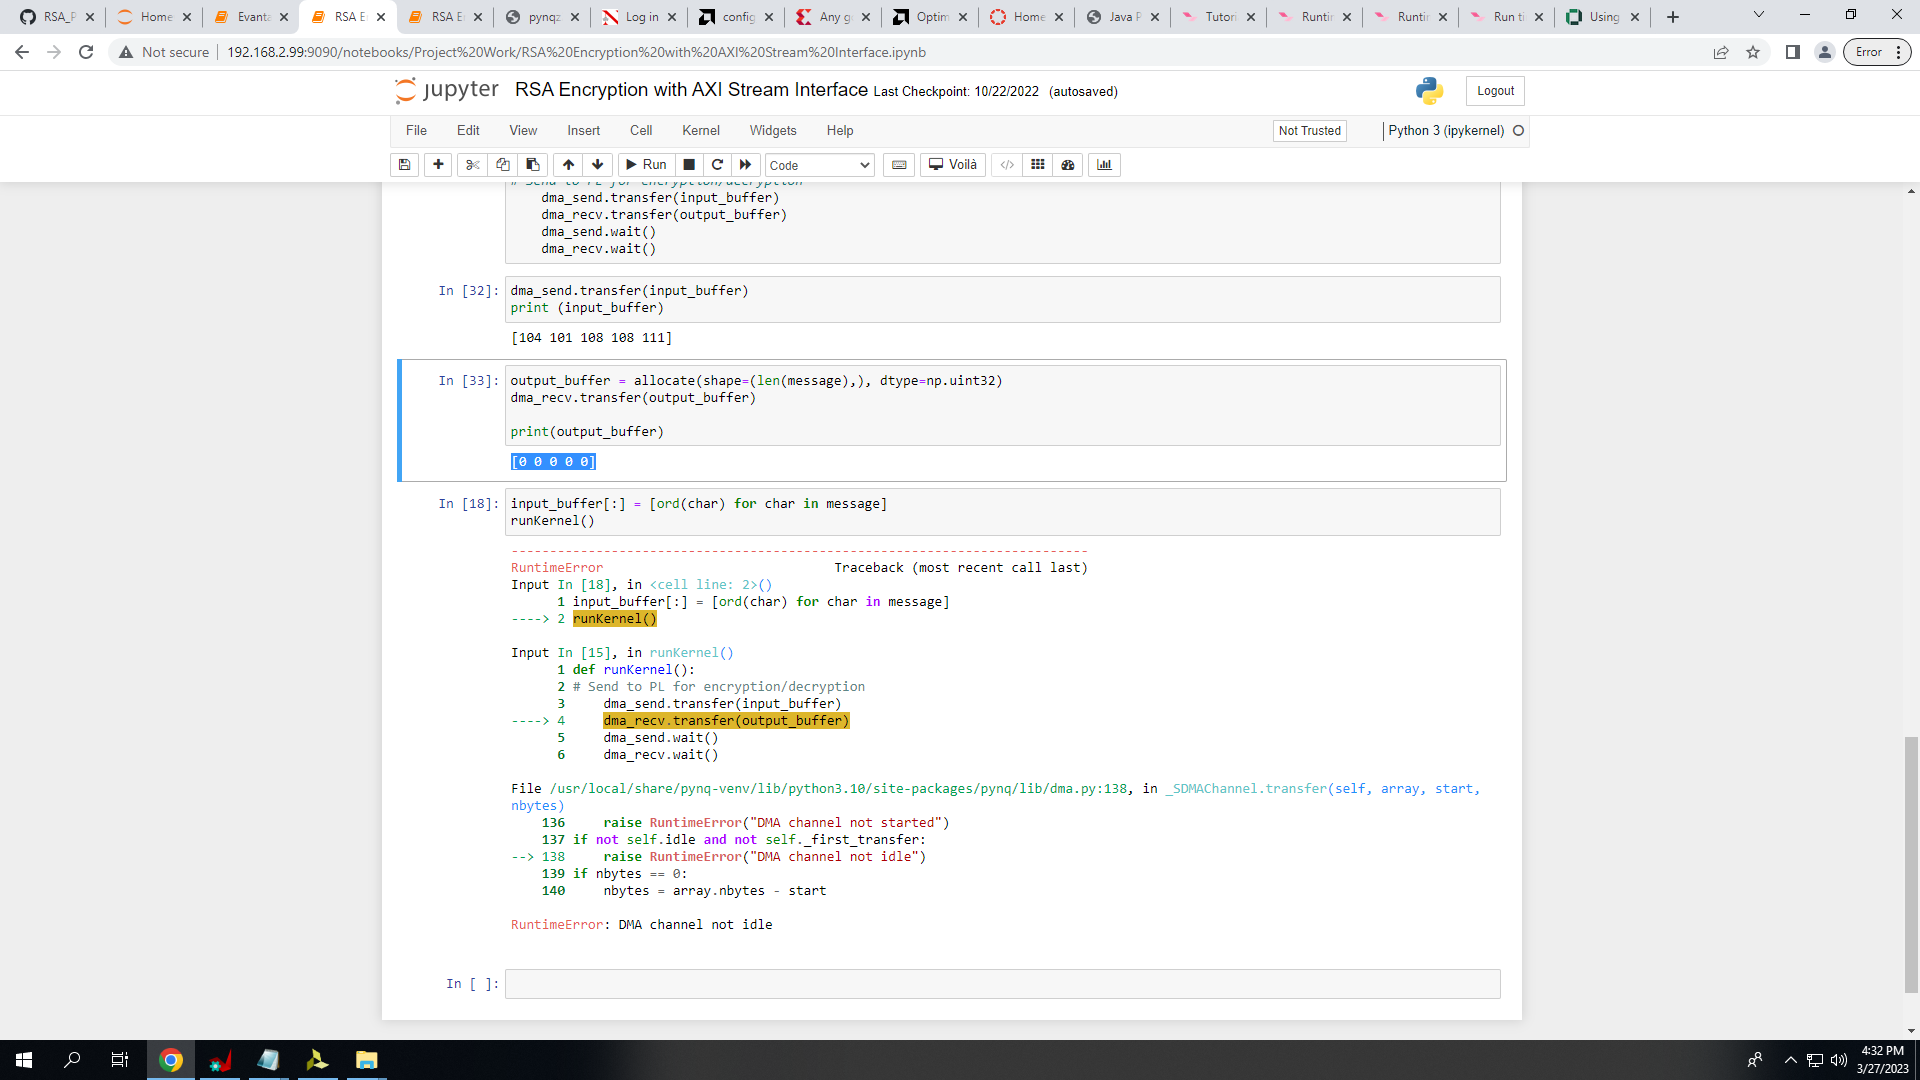 RSA_P
Home
Evanta
RSA E
RSA E
pynqz
Log in
config
Any g
Optim
Home
Java P
Tutori
Runtir
Runtir
Run ti
Using
Not secure
192.168.2.99:9090/notebooks/Project%20Work/RSA%20Encryption%20with%20AXI%20Stream%20Interface.ipynb
Error
jupyter RSA Encryption with AXI Stream Interface Last Checkpoint: 10/22/2022 (autosaved)
Logout
File Edit View Insert Cell Kernel Widgets Help
Not Trusted
Python 3 (ipykernel)
Run
Code
Voilà
# Send to PL for encryption/decryption
dma_send.transfer(input_buffer)
dma_recv.transfer(output_buffer)
dma_send.wait()
dma_recv.wait()
In [32]: dma_send.transfer(input_buffer)
print (input_buffer)
[104 101 108 108 111]
In [33]: output_buffer = allocate(shape=(len(message),), dtype=np.uint32)
dma_recv.transfer(output_buffer)
print(output_buffer)
[0 0 0 0 0]
In [18]: input_buffer[:] = [ord(char) for char in message]
runKernel()
---------------------------------------------------------------------------
RuntimeError Traceback (most recent call last)
Input In [18], in <cell line: 2>()
1 input_buffer[:] = [ord(char) for char in message]
----> 2 runKernel()
Input In [15], in runKernel()
1 def runKernel():
2 # Send to PL for encryption/decryption
3 dma_send.transfer(input_buffer)
----> 4 dma_recv.transfer(output_buffer)
5 dma_send.wait()
6 dma_recv.wait()
File /usr/local/share/pynq-venv/lib/python3.10/site-packages/pynq/lib/dma.py:138, in _SDMAChannel.transfer(self, array, start,
nbytes)
136 raise RuntimeError("DMA channel not started")
137 if not self.idle and not self._first_transfer:
--> 138 raise RuntimeError("DMA channel not idle")
139 if nbytes == 0:
140 nbytes = array.nbytes - start
RuntimeError: DMA channel not idle
In [ ]:
4:32 PM
3/27/2023